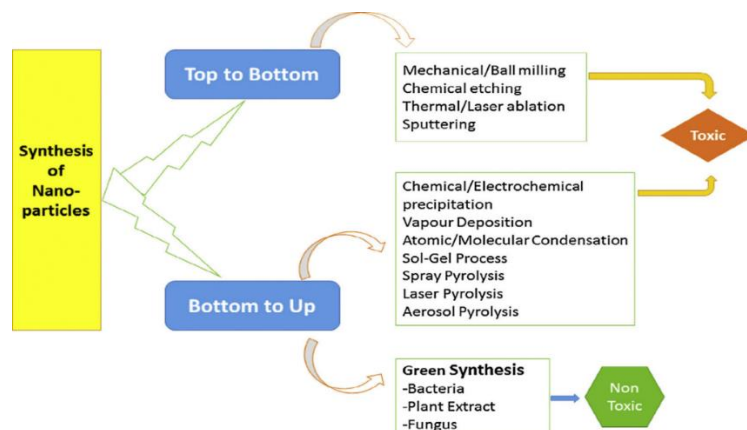 Synthesis
of
Nano-
particles
Top to Bottom
Mechanical/Ball milling
Chemical etching
Thermal/Laser ablation
Sputtering
Toxic
Bottom to Up
Chemical/Electrochemical
precipitation
Vapour Deposition
Atomic/Molecular Condensation
Sol-Gel Process
Spray Pyrolysis
Laser Pyrolysis
Aerosol Pyrolysis
Green Synthesis
-Bacteria
-Plant Extract
-Fungus
Non
Toxic